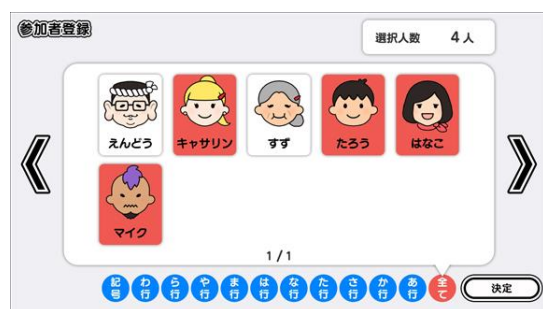 参加者登録
選択人数 4人
えんどう キャサリン すず たろう はなこ
マイク
1/1
記号 わ行 ら行 や行 ま行 は行 な行 た行 さ行 か行 あ行 全て 決定